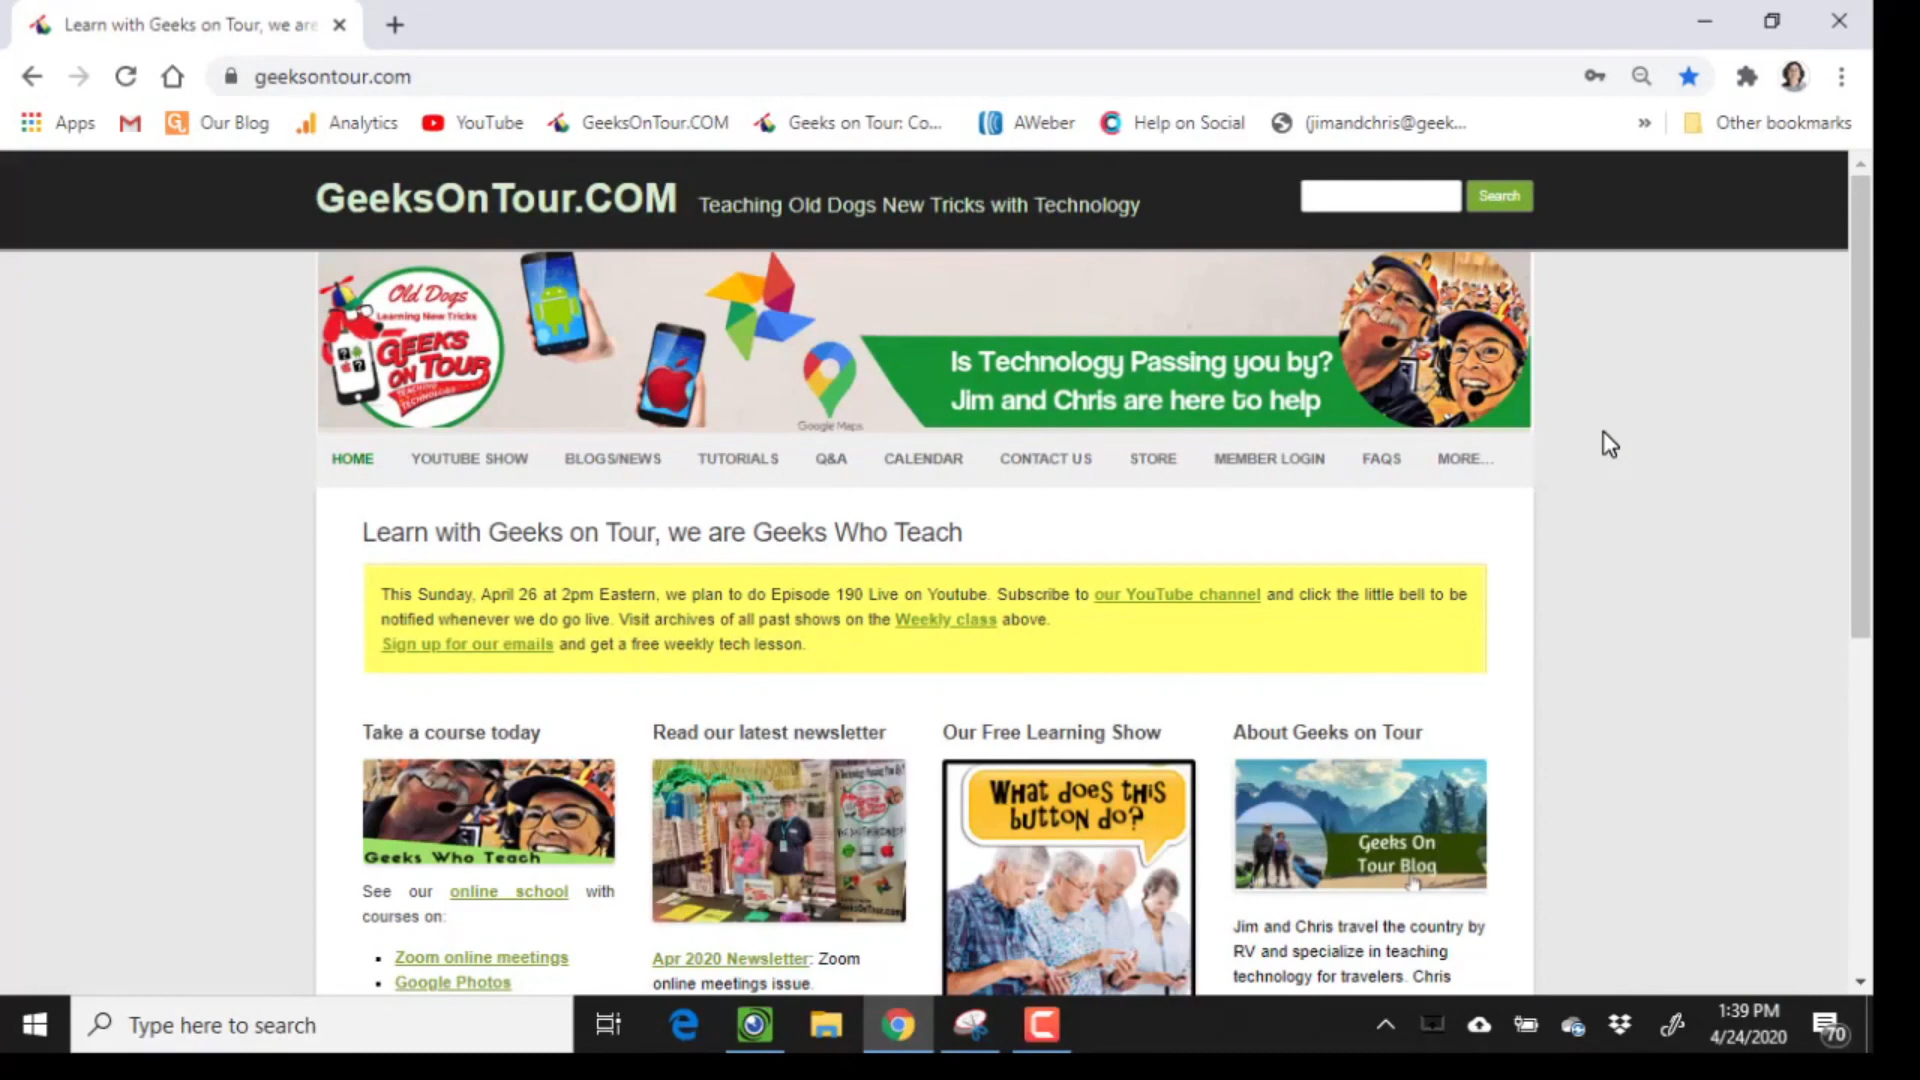 Learn with Geeks on Tour, we are
geeksontour.com
Apps
Our Blog
Analytics
YouTube
GeeksOnTour.COM
Geeks on Tour: Co...
AWeber
Help on Social
(jimandchris@geek...
»
Other bookmarks
GeeksOnTour.COM Teaching Old Dogs New Tricks with Technology
Search
Old Dogs
Learning New Tricks
GEEKS
ON TOUR
TEACHING
TECHNOLOGY
Google Maps
Is Technology Passing you by?
Jim and Chris are here to help
HOME YOUTUBE SHOW BLOGS/NEWS TUTORIALS Q&A CALENDAR CONTACT US STORE MEMBER LOGIN FAQS MORE...
Learn with Geeks on Tour, we are Geeks Who Teach
This Sunday, April 26 at 2pm Eastern, we plan to do Episode 190 Live on Youtube. Subscribe to our YouTube channel and click the little bell to be
notified whenever we do go live. Visit archives of all past shows on the Weekly class above.
Sign up for our emails and get a free weekly tech lesson.
Take a course today
Geeks Who Teach
See our online school with
courses on:
Zoom online meetings
Google Photos
Read our latest newsletter
Apr 2020 Newsletter: Zoom
online meetings issue.
Our Free Learning Show
What does this
button do?
About Geeks on Tour
Geeks On
Tour Blog
Jim and Chris travel the country by
RV and specialize in teaching
technology for travelers. Chris
Type here to search
1:39 PM
4/24/2020
70